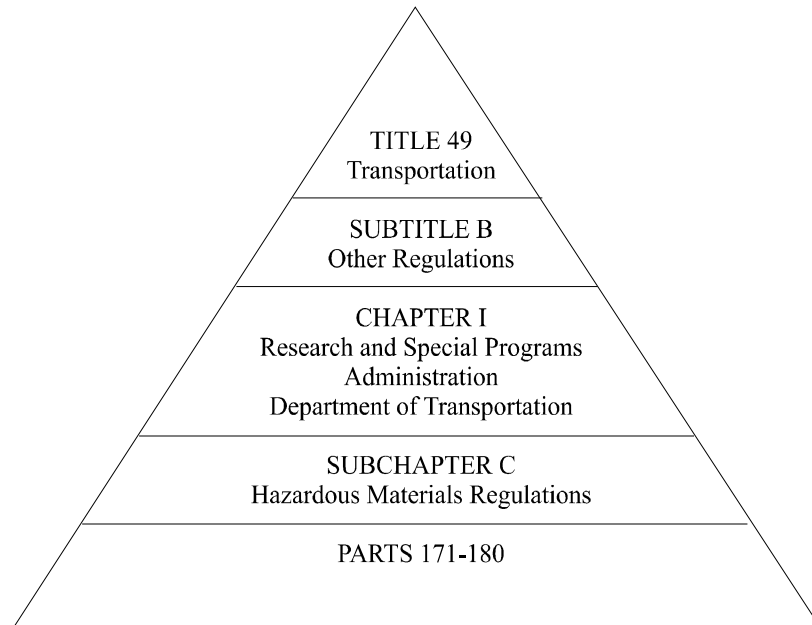 TITLE 49
Transportation
SUBTITLE B
Other Regulations
CHAPTER I
Research and Special Programs
Administration
Department of Transportation
SUBCHAPTER C
Hazardous Materials Regulations
PARTS 171-180